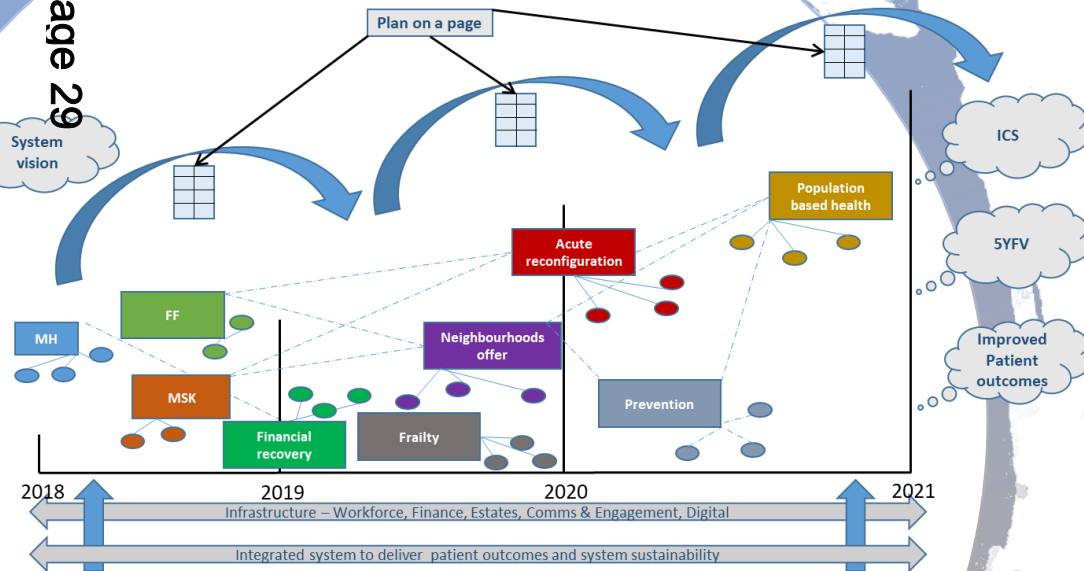 age 29
Plan on a page
System
vision
ICS
Population
based health
5YFV
Acute
reconfiguration
FF
MH
Neighbourhoods
offer
Improved
Patient
outcomes
MSK
Prevention
Financial
recovery
Frailty
2018
2019
2020
2021
Infrastructure – Workforce, Finance, Estates, Comms & Engagement, Digital
Integrated system to deliver patient outcomes and system sustainability